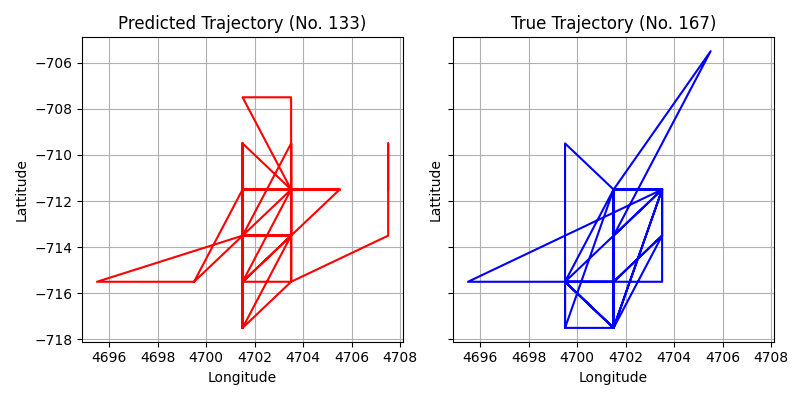 Predicted Trajectory (No. 133)
True Trajectory (No. 167)
Lattitude
−706
−708
−710
−712
−714
−716
−718
4696 4698 4700 4702 4704 4706 4708
Longitude
Lattitude
4696 4698 4700 4702 4704 4706 4708
Longitude